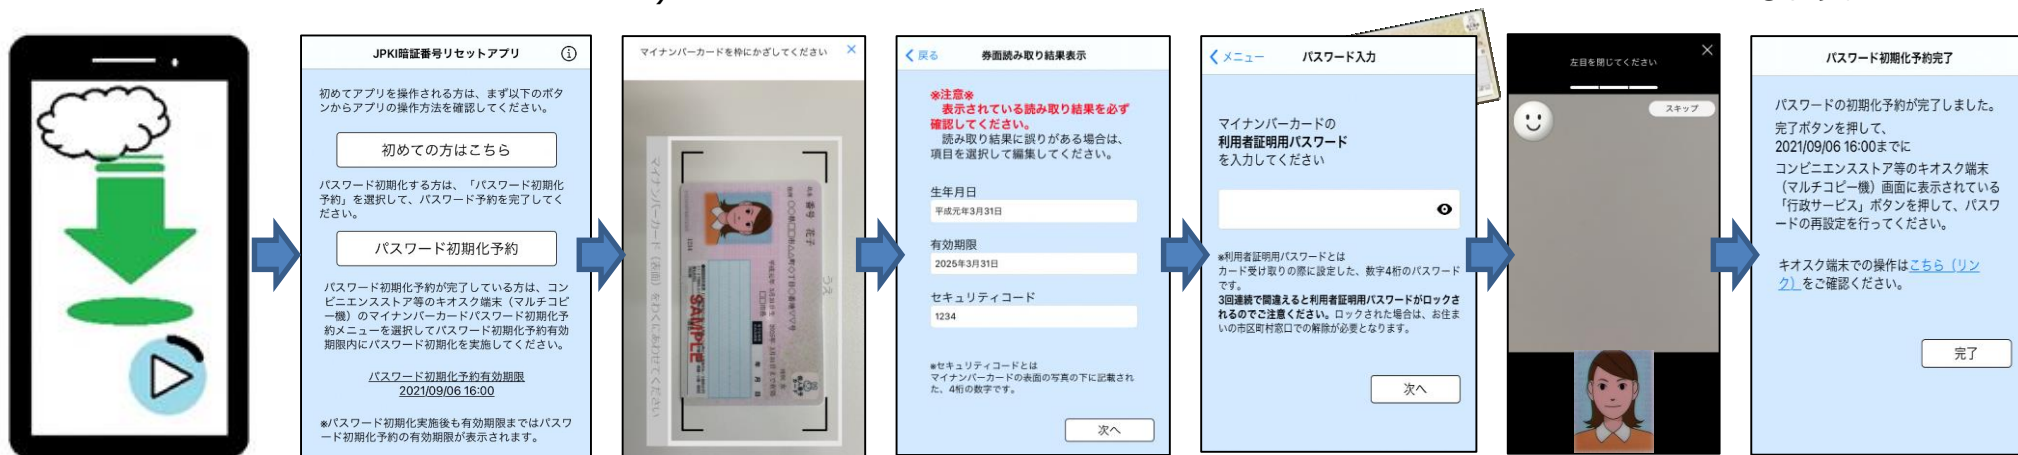 JPKI暗証番号リセットアプリ
初めてアプリを操作される方は、まず以下のボタ
ンからアプリの操作方法を確認してください。
初めての方はこちら
パスワード初期化する方は、「パスワード初期化
予約」を選択して、パスワード予約を完了してく
ださい。
パスワード初期化予約
パスワード初期化予約が完了している方は、コン
ビニエンスストア等のキオスク端末（マルチコピ
ー機）のマイナンバーカードパスワード初期化予
約メニューを選択してパスワード初期化予約有効
期限内にパスワード初期化を実施してください。
パスワード初期化予約有効期限
2021/09/06 16:00
※パスワード初期化実施後も有効期限まではパスワ
ード初期化予約の有効期限が表示されます。
マイナンバーカードを枠にかざしてください
マイナンバーカード（表面）をわくにあわせてください
うえ
番号 花子
SAMPLE
戻る
券面読み取り結果表示
※注意※
表示されている読み取り結果を必ず
確認してください。
読み取り結果に誤りがある場合は、
項目を選択して編集してください。
生年月日
平成元年3月31日
有効期限
2025年3月31日
セキュリティコード
1234
※セキュリティコードとは
マイナンバーカードの表面の写真の下に記載され
た、4桁の数字です。
次へ
メニュー
パスワード入力
マイナンバーカードの
利用者証明用パスワード
を入力してください
※利用者証明用パスワードとは
カード受け取りの際に設定した、数字4桁のパスワード
です。
3回連続で間違えると利用者証明用パスワードがロックさ
れるのでご注意ください。ロックされた場合は、お住ま
いの市区町村窓口での解除が必要となります。
次へ
左目を閉じてください
スキップ
パスワード初期化予約完了
パスワードの初期化予約が完了しました。
完了ボタンを押して、
2021/09/06 16:00までに
コンビニエンスストア等のキオスク端末
（マルチコピー機）画面に表示されている
「行政サービス」ボタンを押して、パスワ
ードの再設定を行ってください。
キオスク端末での操作はこちら（リン
ク）をご確認ください。
完了